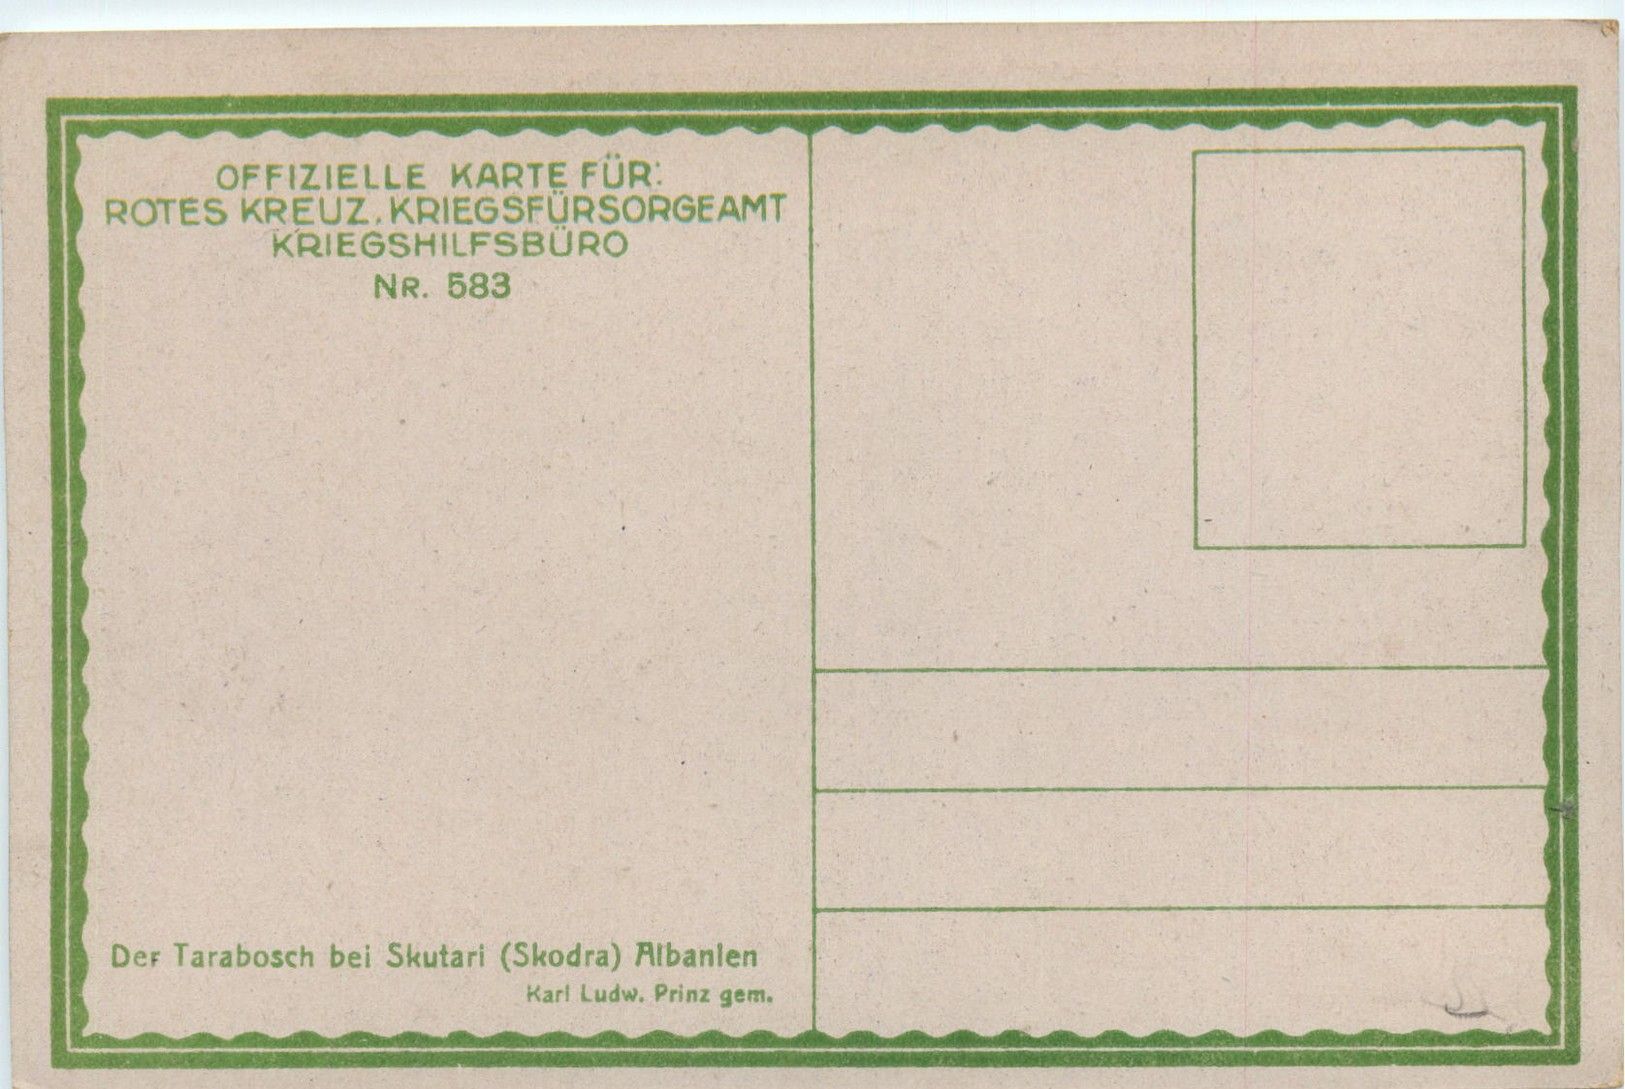 OFFIZIELLE KARTE FÜR:
ROTES KREUZ, KRIEGSFÜRSORGEAMT
KRIEGSHILFSBÜRO
NR. 583
Der Tarabosch bei Skutari (Skodra) Albanien
Karl Ludw. Prinz gem.